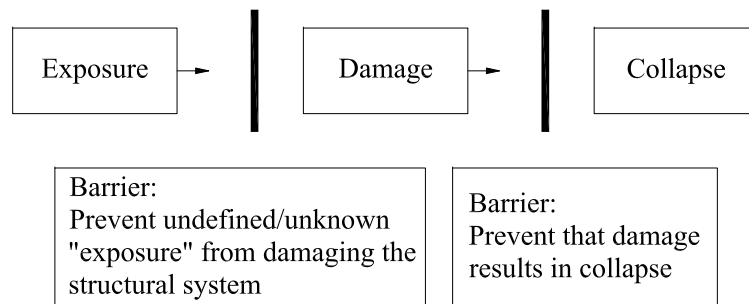 Exposure
Damage
Collapse
Barrier:
Prevent undefined/unknown
"exposure" from damaging the
structural system
Barrier:
Prevent that damage
results in collapse